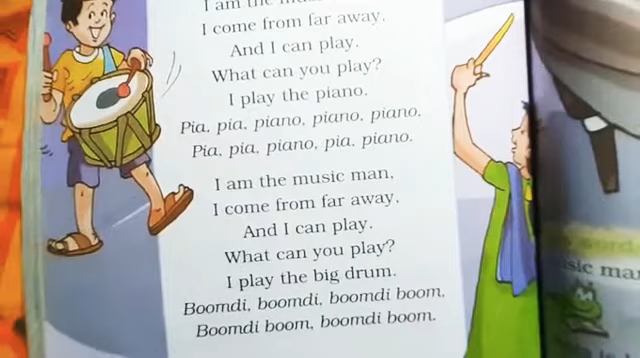 I am the
I come from far away,
And I can play.
What can you play?
I play the piano.
Pia, pia, piano, piano, piano,
Pia, pia, piano, pia, piano.
I am the music man,
I come from far away,
And I can play.
What can you play?
I play the big drum.
Boomdi, boomdi, boomdi boom,
Boomdi boom, boomdi boom.